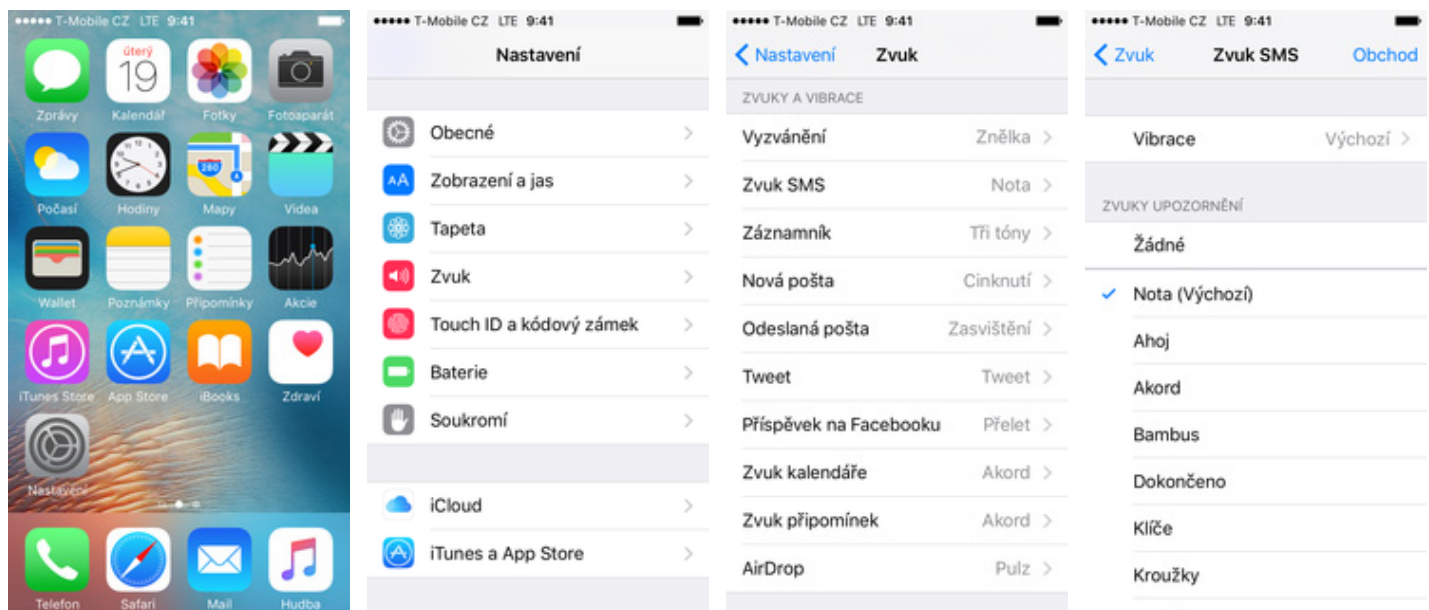 ●●●●● T-Mobile CZ LTE 9:41
úterý
19
Zprávy Kalendář Fotky Fotoaparát
280
Počasí Hodiny Mapy Videa
Wallet Poznámky Připomínky Akcie
iTunes Store App Store iBooks Zdraví
Nastavení
Telefon Safari Mail Hudba
●●●●● T-Mobile CZ LTE 9:41
Nastavení
Obecné
AA Zobrazení a jas
Tapeta
Zvuk
Touch ID a kódový zámek
Baterie
Soukromí
iCloud
iTunes a App Store
●●●●● T-Mobile CZ LTE 9:41
Nastavení Zvuk
ZVUKY A VIBRACE
Vyzvánění Znělka
Zvuk SMS Nota
Záznamník Tři tóny
Nová pošta Cinknutí
Odeslaná pošta Zasvištění
Tweet Tweet
Příspěvek na Facebooku Přelet
Zvuk kalendáře Akord
Zvuk připomínek Akord
AirDrop Pulz
●●●●● T-Mobile CZ LTE 9:41
Zvuk Zvuk SMS Obchod
Vibrace Výchozí
ZVUKY UPOZORNĚNÍ
Žádné
Nota (Výchozí)
Ahoj
Akord
Bambus
Dokončeno
Klíče
Kroužky